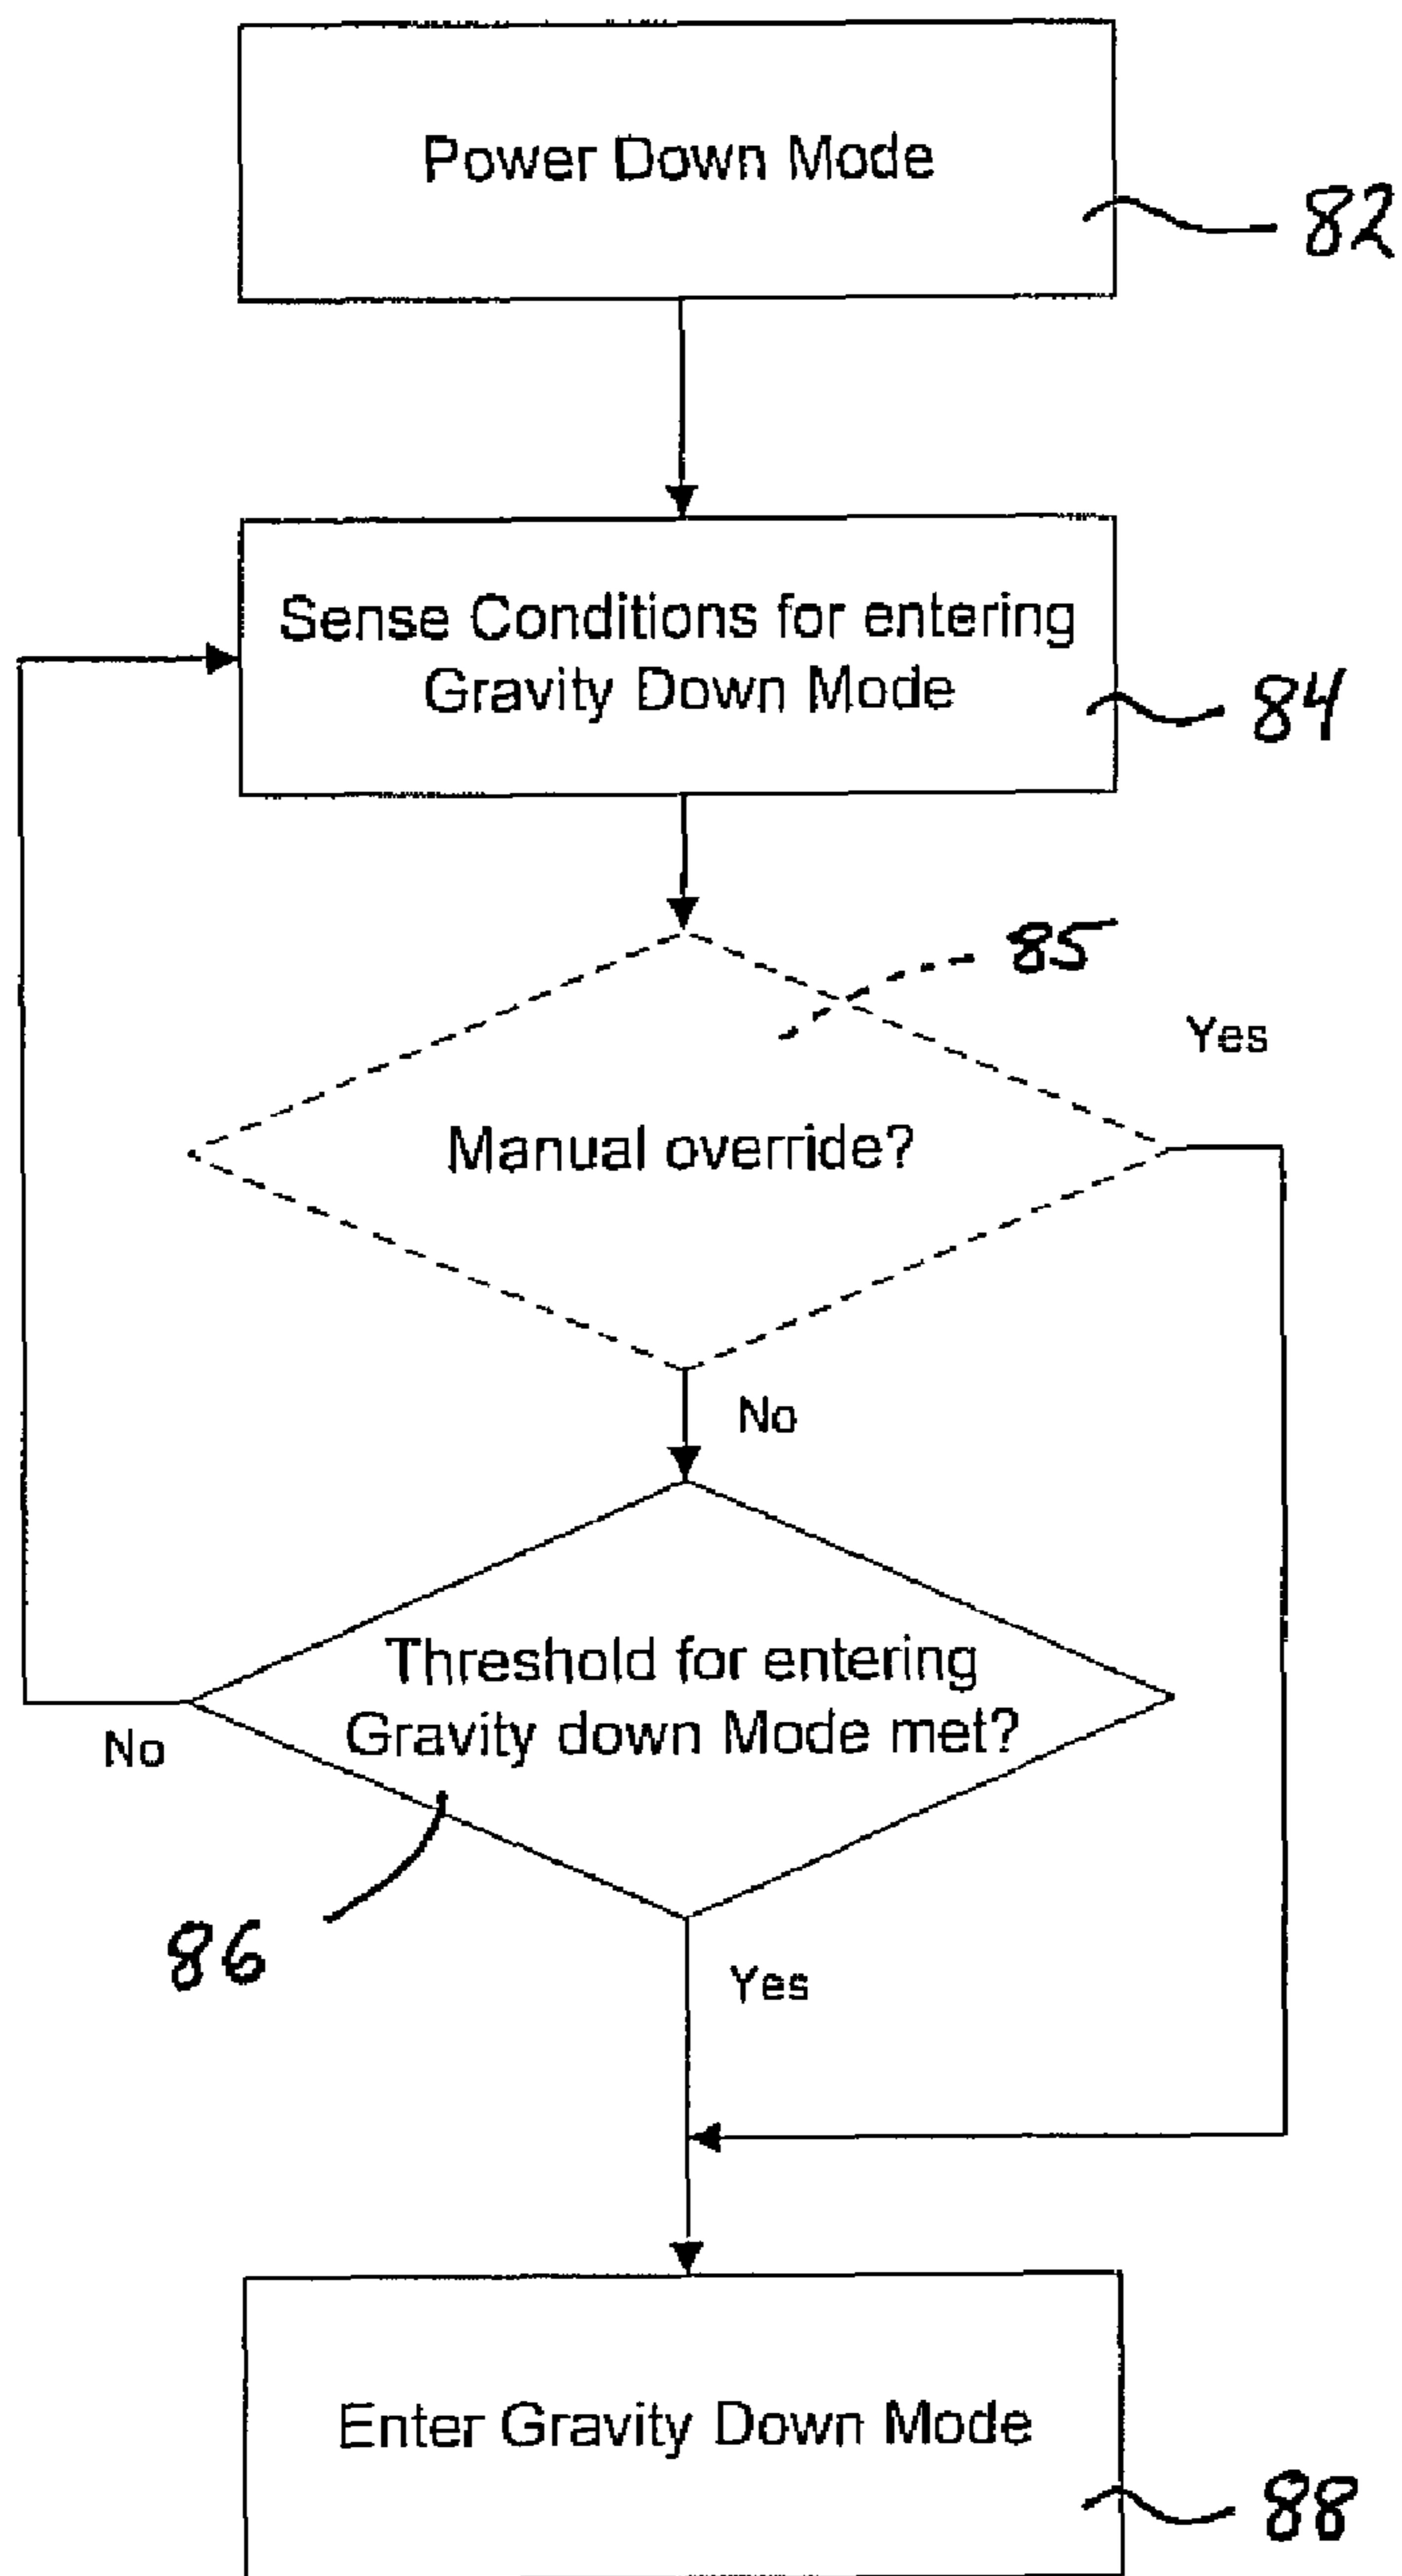 Power Down Mode
82
Sense Conditions for entering
Gravity Down Mode
84
85
Yes
Manual override?
No
Threshold for entering
Gravity down Mode met?
No
86
Yes
Enter Gravity Down Mode
88